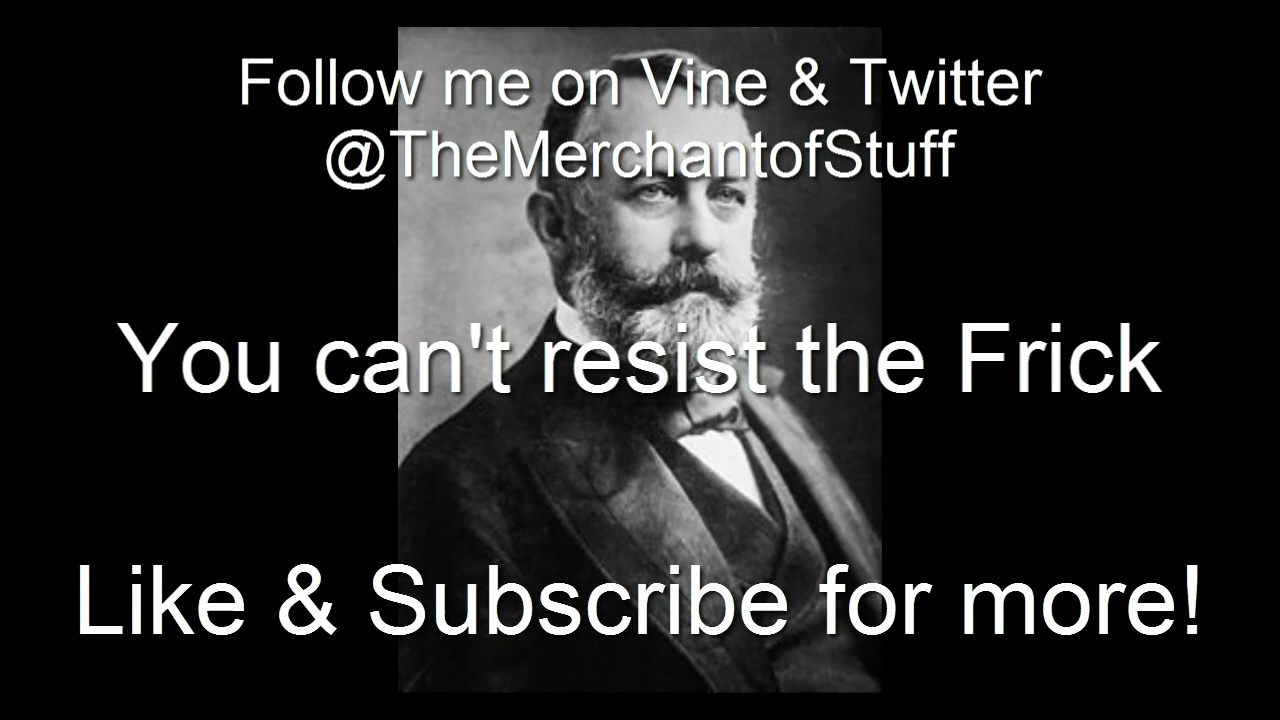 Follow me on Vine & Twitter
@TheMerchantofStuff
You can't resist the Frick
Like & Subscribe for more!